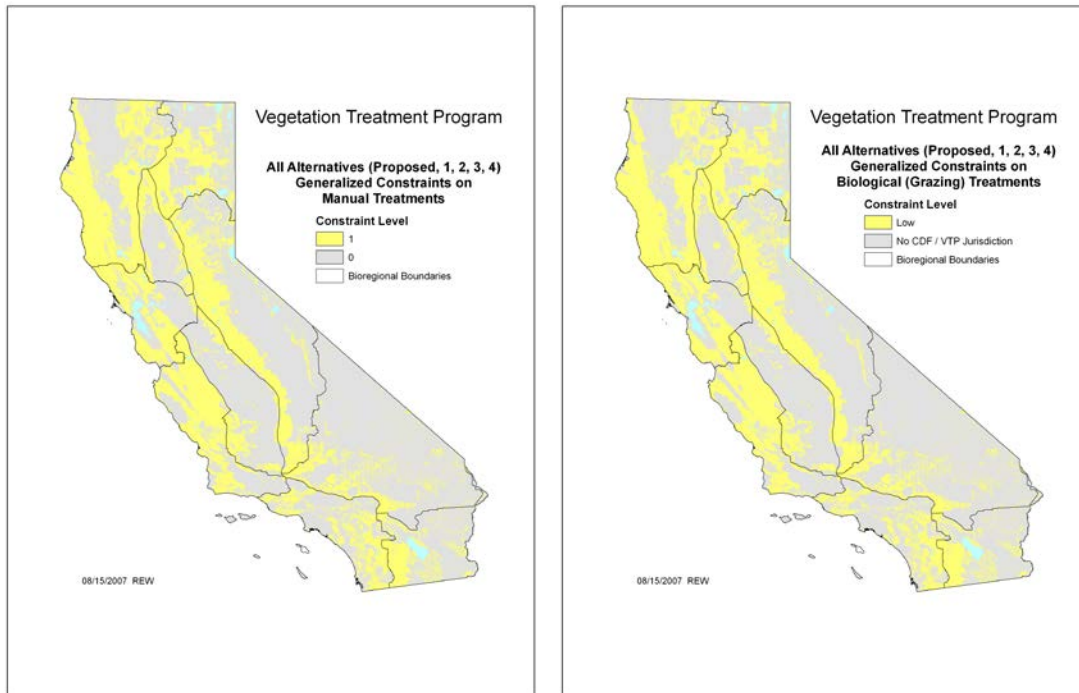 Vegetation Treatment Program
All Alternatives (Proposed, 1, 2, 3, 4)
Generalized Constraints on
Manual Treatments
Constraint Level
1
0
Bioregional Boundaries
08/15/2007 REW
Vegetation Treatment Program
All Alternatives (Proposed, 1, 2, 3, 4)
Generalized Constraints on
Biological (Grazing) Treatments
Constraint Level
Low
No CDF / VTP Jurisdiction
Bioregional Boundaries
08/15/2007 REW